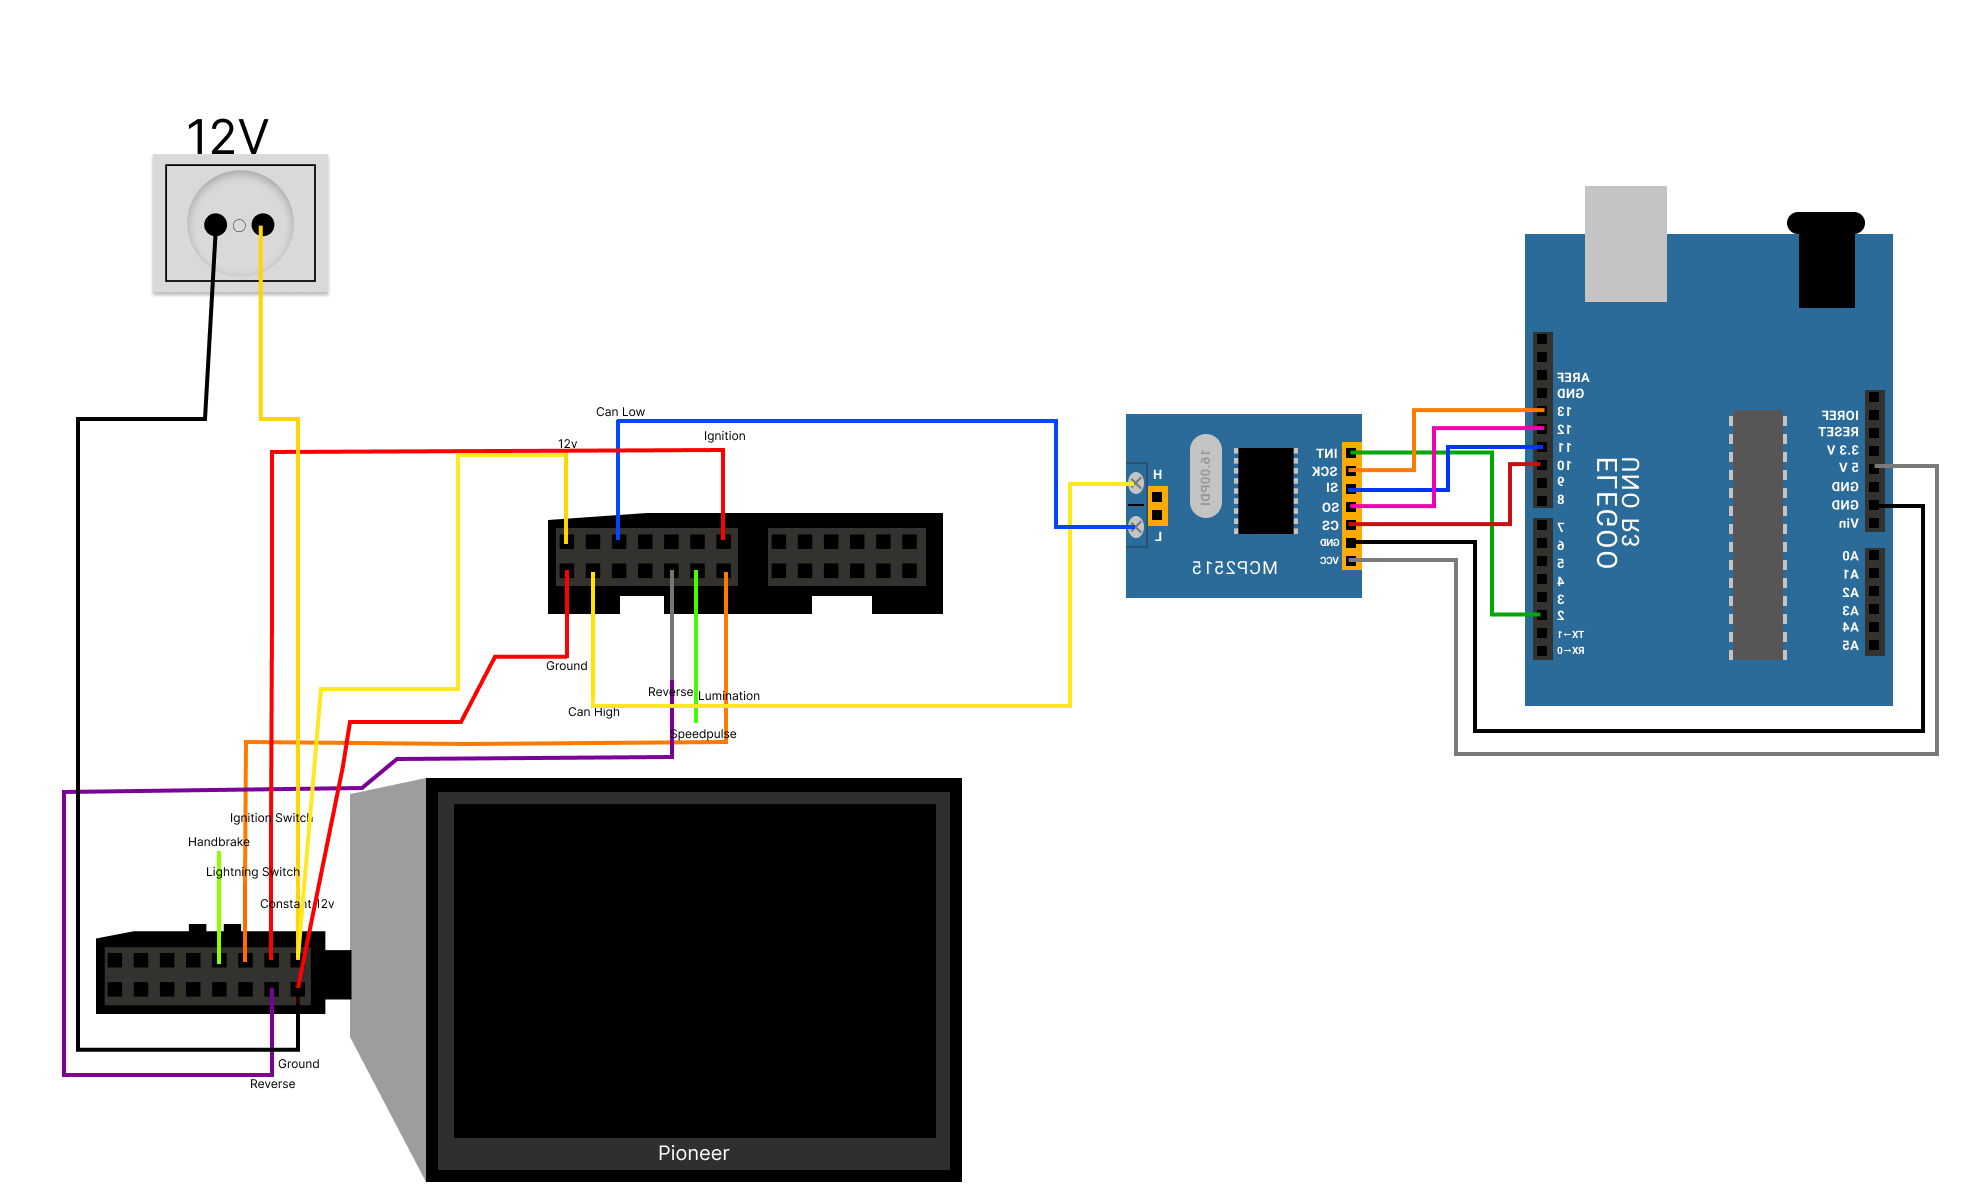 12V
Can Low
Ignition
12v
Ground
Reverse
Lumination
Can High
Speedpulse
Ignition Switch
Handbrake
Lightning Switch
Constant 12v
Ground
Reverse
Pioneer
H
L
16.00PDI
MCP2515
INT
SCK
SI
SO
CS
GND
VCC
AREF
GND
13
12
11
10
9
8
7
6
5
4
3
2
TX→1
RX←0
ELEGOO
UNO R3
IOREF
RESET
3.3 V
5 V
GND
GND
Vin
A0
A1
A2
A3
A4
A5